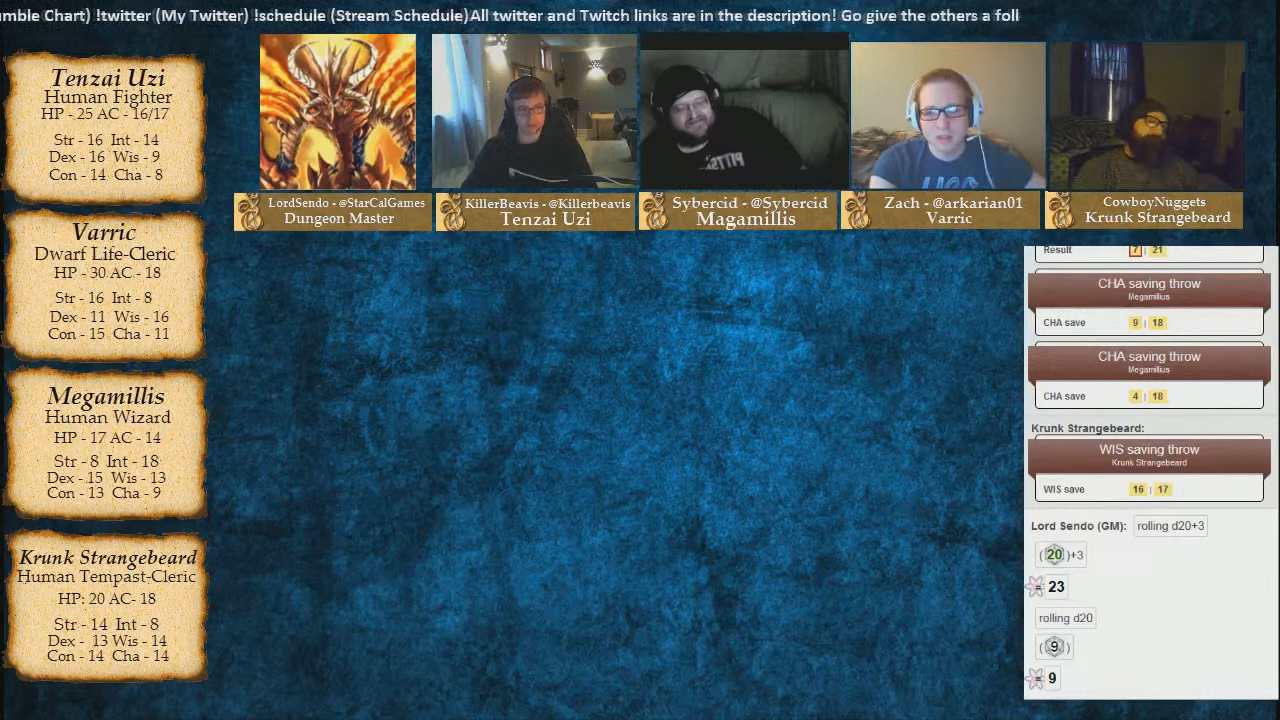 umble Chart) !twitter (My Twitter) !schedule (Stream Schedule)All twitter and Twitch links are in the description! Go give the others a foll
Tenzai Uzi
Human Fighter
HP - 25 AC - 16/17
Str - 16 Int - 14
Dex - 16 Wis - 9
Con - 14 Cha - 8
Varric
Dwarf Life-Cleric
HP - 30 AC - 18
Str - 16 Int - 8
Dex - 11 Wis - 16
Con - 15 Cha - 11
Megamillis
Human Wizard
HP - 17 AC - 14
Str - 8 Int - 18
Dex - 15 Wis - 13
Con - 13 Cha - 9
Krunk Strangebeard
Human Tempast-Cleric
HP: 20 AC- 18
Str - 14 Int - 8
Dex - 13 Wis - 14
Con - 14 Cha - 14
LordSendo - @StarCalGames
Dungeon Master
KillerBeavis - @Killerbeavis
Tenzai Uzi
Sybercid - @Sybercid
Magamillis
Zach - @arkarian01
Varric
CowboyNuggets
Krunk Strangebeard
Result 7 | 21
CHA saving throw
Megamillius
CHA save 9 | 18
CHA saving throw
Megamillius
CHA save 4 | 18
Krunk Strangebeard:
WIS saving throw
Krunk Strangebeard
WIS save 16 | 17
Lord Sendo (GM): rolling d20+3
(20)+3
= 23
rolling d20
(9)
= 9